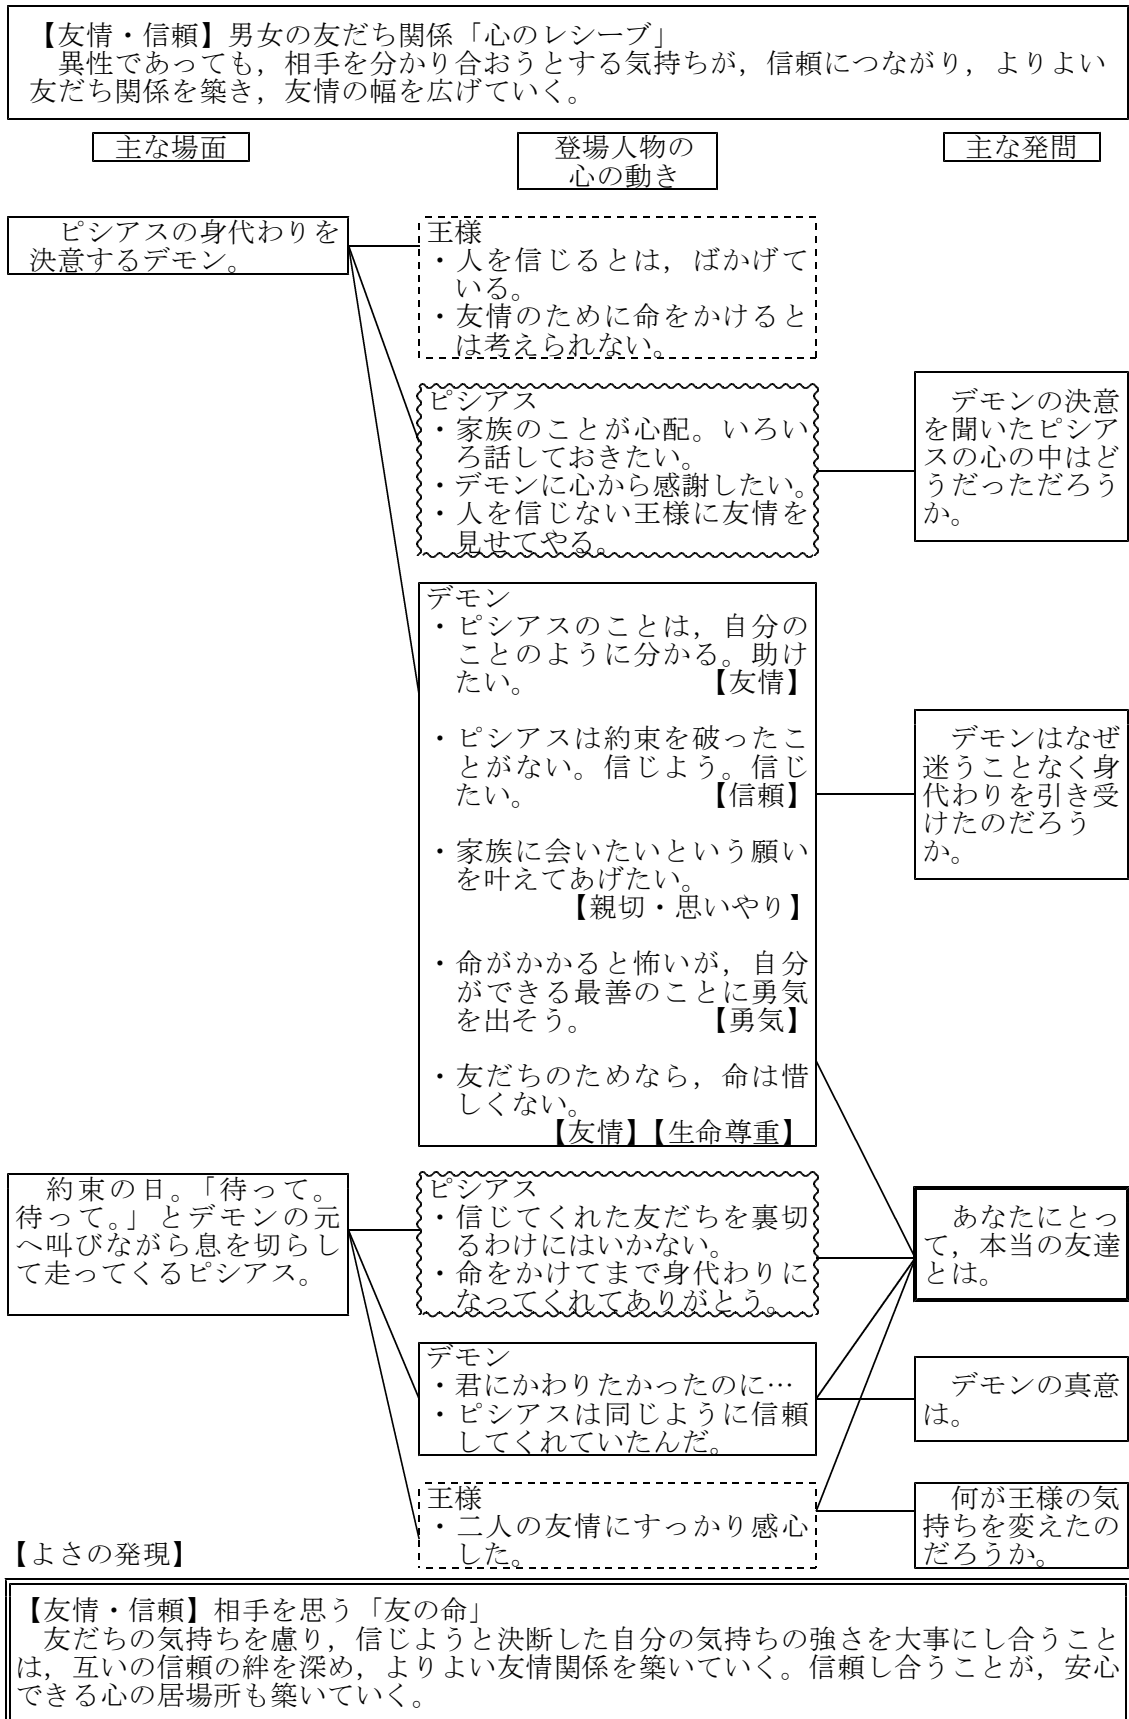 【友情・信頼】男女の友だち関係「心のレシーブ」
異性であっても，相手を分かり合おうとする気持ちが，信頼につながり，よりよい
友だち関係を築き，友情の幅を広げていく。
主な場面
登場人物の
心の動き
主な発問
ピシアスの身代わりを
決意するデモン。
王様
・人を信じるとは，ばかげて
いる。
・友情のために命をかけると
は考えられない。
ピシアス
・家族のことが心配。いろい
ろ話しておきたい。
・デモンに心から感謝したい。
・人を信じない王様に友情を
見せてやる。
デモンの決意
を聞いたピシア
スの心の中はど
うだっただろう
か。
デモン
・ピシアスのことは，自分の
ことのように分かる。助け
たい。【友情】
・ピシアスは約束を破ったこ
とがない。信じよう。信じ
たい。【信頼】
・家族に会いたいという願い
を叶えてあげたい。
【親切・思いやり】
・命がかかると怖いが，自分
ができる最善のことに勇気
を出そう。【勇気】
・友だちのためなら，命は惜
しくない。
【友情】【生命尊重】
デモンはなぜ
迷うことなく身
代わりを引き受
けたのだろう
か。
約束の日。「待って。
待って。」とデモンの元
へ叫びながら息を切らし
て走ってくるピシアス。
ピシアス
・信じてくれた友だちを裏切
るわけにはいかない。
・命をかけてまで身代わりに
なってくれてありがとう。
あなたにとっ
て，本当の友達
とは。
デモン
・君にかわりたかったのに…
・ピシアスは同じように信頼
してくれていたんだ。
デモンの真意
は。
王様
・二人の友情にすっかり感心
した。
何が王様の気
持ちを変えたの
だろうか。
【よさの発現】
【友情・信頼】相手を思う「友の命」
友だちの気持ちを慮り，信じようと決断した自分の気持ちの強さを大事にし合うこと
は，互いの信頼の絆を深め，よりよい友情関係を築いていく。信頼し合うことが，安心
できる心の居場所も築いていく。